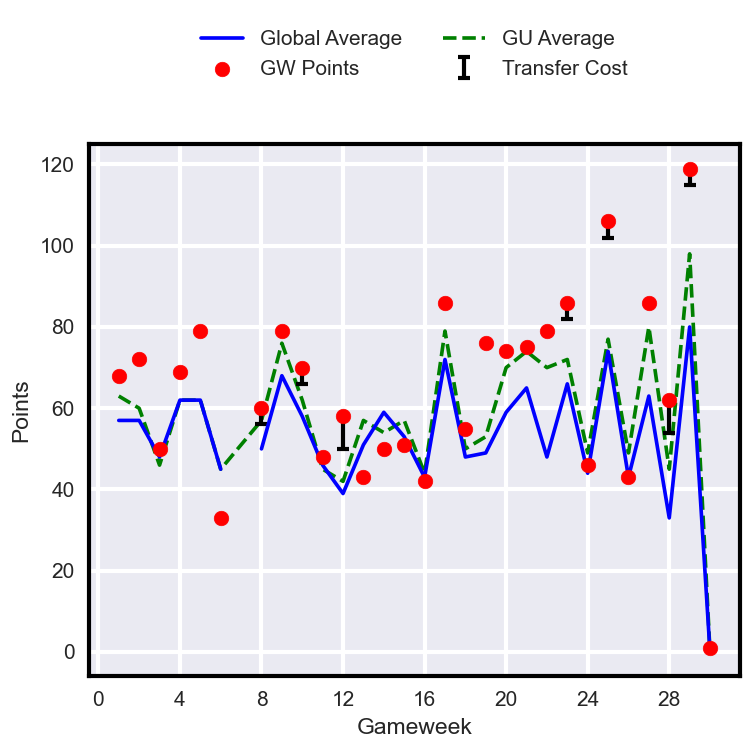 Global Average
GU Average
GW Points
Transfer Cost
120
100
80
60
40
20
0
Points
0 4 8 12 16 20 24 28
Gameweek